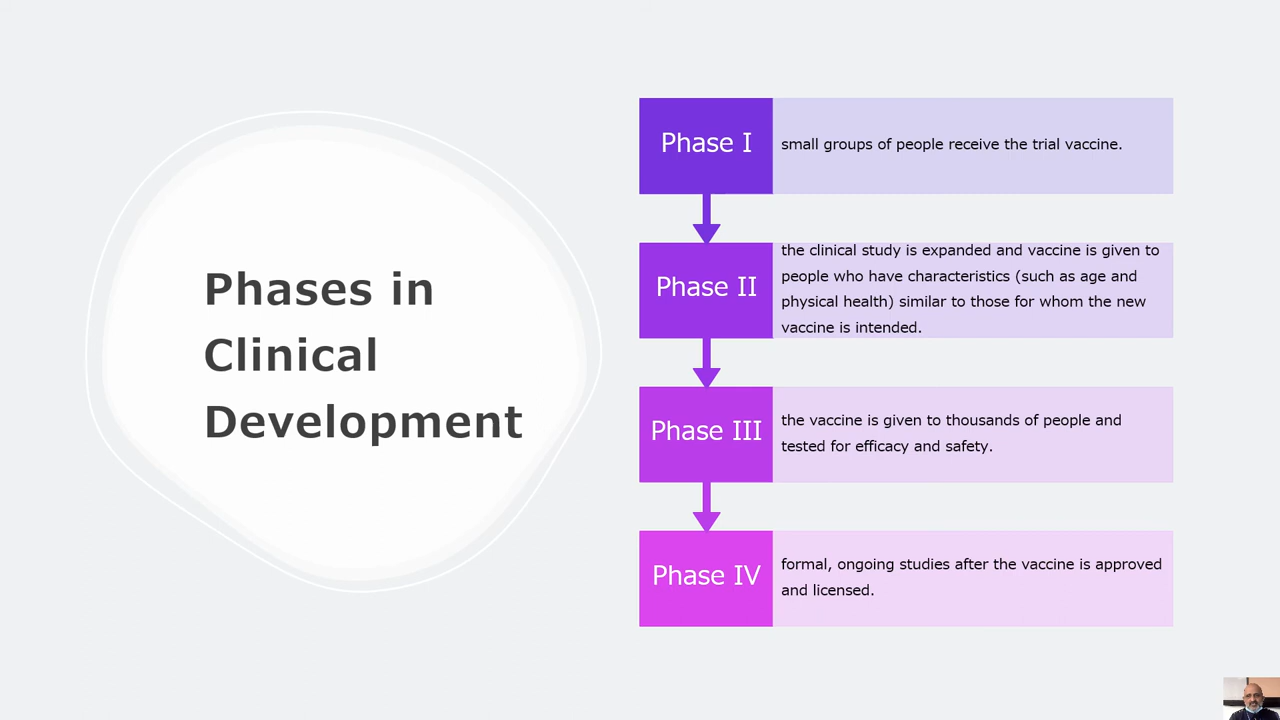 Phases in
Clinical
Development
Phase I
small groups of people receive the trial vaccine.
Phase II
the clinical study is expanded and vaccine is given to
people who have characteristics (such as age and
physical health) similar to those for whom the new
vaccine is intended.
Phase III
the vaccine is given to thousands of people and
tested for efficacy and safety.
Phase IV
formal, ongoing studies after the vaccine is approved
and licensed.